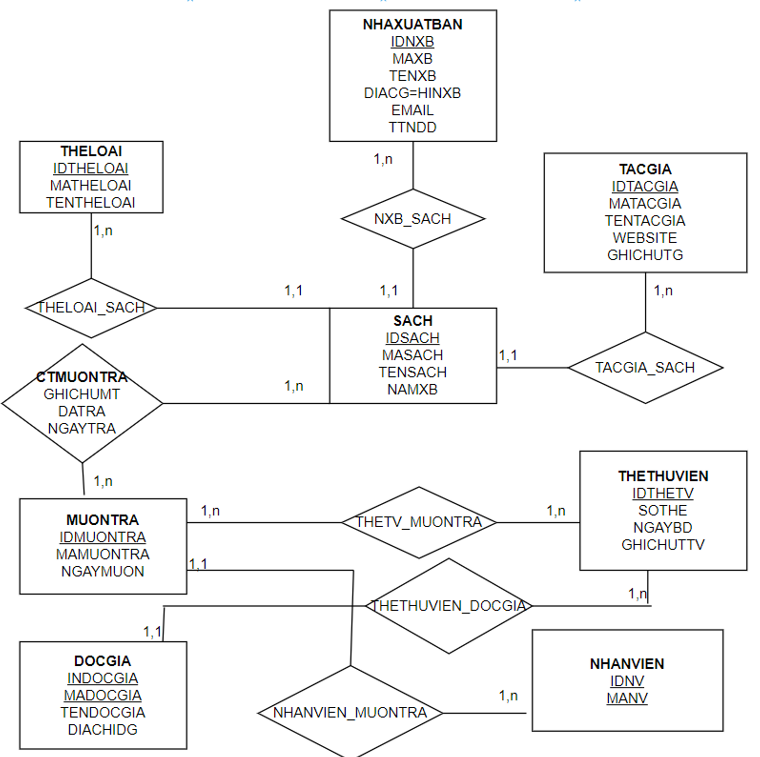 NHAXUATBAN
IDNXB
MAXB
TENXB
DIACG=HINXB
EMAIL
TTNDD
1,n
NXB_SACH
1,1
THELOAI
IDTHELOAI
MATHELOAI
TENTHELOAI
1,n
THELOAI_SACH
1,1
TACGIA
IDTACGIA
MATACGIA
TENTACGIA
WEBSITE
GHICHUTG
1,n
TACGIA_SACH
1,1
SACH
IDSACH
MASACH
TENSACH
NAMXB
CTMUONTRA
GHICHUMT
DATRA
NGAYTRA
1,n
1,n
MUONTRA
IDMUONTRA
MAMUONTRA
NGAYMUON
1,n
THETV_MUONTRA
1,n
THETHUVIEN
IDTHETV
SOTHE
NGAYBD
GHICHUTTV
1,1
1,n
THETHUVIEN_DOCGIA
1,1
DOCGIA
INDOCGIA
MADOCGIA
TENDOCGIA
DIACHIDG
NHANVIEN_MUONTRA
1,n
NHANVIEN
IDNV
MANV